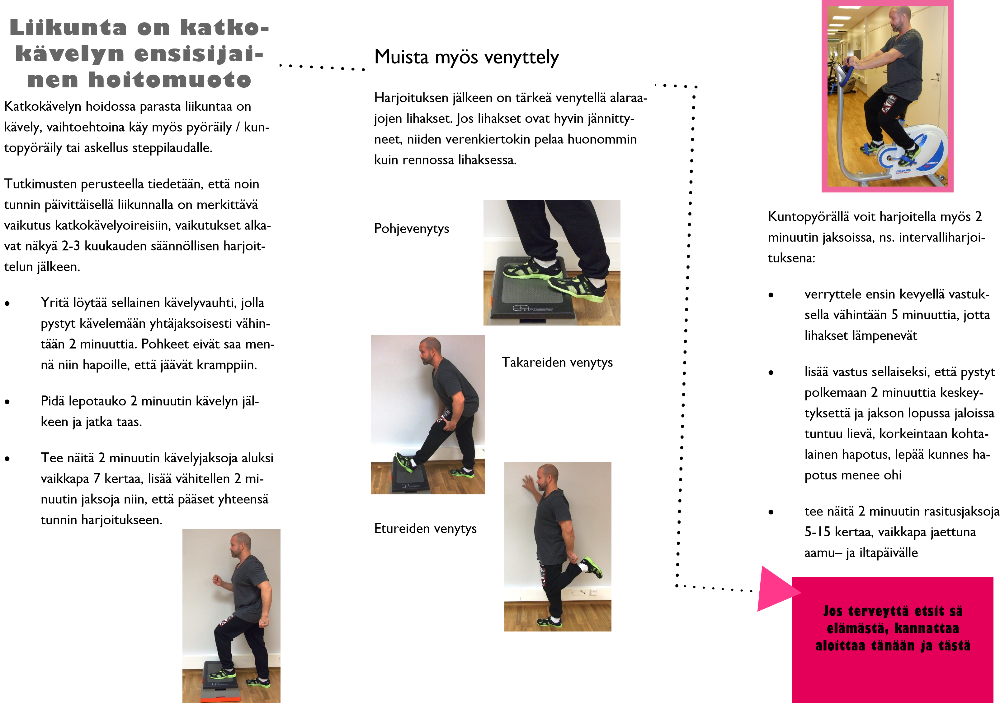 Liikunta on katko-
kävelyn ensisijai-
nen hoitomuoto
Katkokävelyn hoidossa parasta liikuntaa on
kävely, vaihtoehtoina käy myös pyöräily / kun-
topyöräily tai askellus steppilaudalle.
Tutkimusten perusteella tiedetään, että noin
tunnin päivittäisellä liikunnalla on merkittävä
vaikutus katkokävelyoireisiin, vaikutukset alka-
vat näkyä 2-3 kuukauden säännöllisen harjoit-
telun jälkeen.
• Yritä löytää sellainen kävelyvauhti, jolla
pystyt kävelemään yhtäjaksoisesti vähin-
tään 2 minuuttia. Pohkeet eivät saa men-
nä niin hapoille, että jäävät kramppiin.
• Pidä lepotauko 2 minuutin kävelyn jäl-
keen ja jatka taas.
• Tee näitä 2 minuutin kävelyjaksoja aluksi
vaikkapa 7 kertaa, lisää vähitellen 2 mi-
nuutin jaksoja niin, että pääset yhteensä
tunnin harjoitukseen.
Muista myös venyttely
Harjoituksen jälkeen on tärkeä venytellä alaraa-
jojen lihakset. Jos lihakset ovat hyvin jännitty-
neet, niiden verenkiertokin pelaa huonommin
kuin rennossa lihaksessa.
Pohjevenytys
mitre
Takareiden venytys
Etureiden venytys
MONARK
MONARK
Kuntopyörällä voit harjoitella myös 2
minuutin jaksoissa, ns. intervalliharjoi-
tuksena:
• verryttele ensin kevyellä vastuk-
sella vähintään 5 minuuttia, jotta
lihakset lämpenevät
• lisää vastus sellaiseksi, että pystyt
polkemaan 2 minuuttia keskey-
tyksettä ja jakson lopussa jaloissa
tuntuu lievä, korkeintaan kohta-
lainen hapotus, lepää kunnes ha-
potus menee ohi
• tee näitä 2 minuutin rasitusjaksoja
5-15 kertaa, vaikkapa jaettuna
aamu– ja iltapäivälle
Jos terveyttä etsit sä
elämästä, kannattaa
aloittaa tänään ja tästä